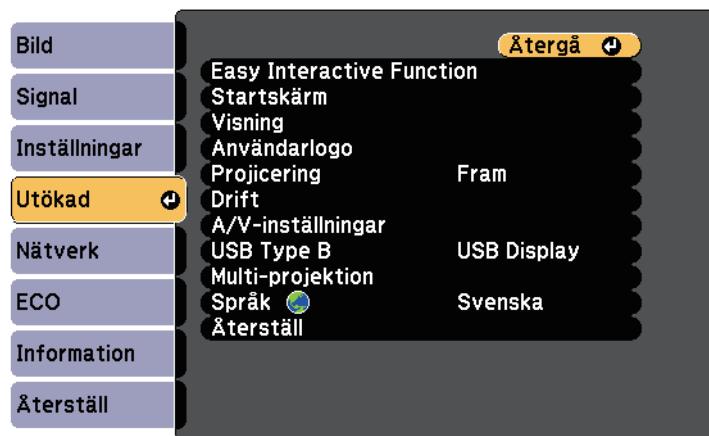 Bild
Signal
Inställningar
Utökad
Nätverk
ECO
Information
Återställ
Återgå
Easy Interactive Function
Startskärm
Visning
Användarlogo
Projicering Fram
Drift
A/V-inställningar
USB Type B USB Display
Multi-projektion
Språk Svenska
Återställ